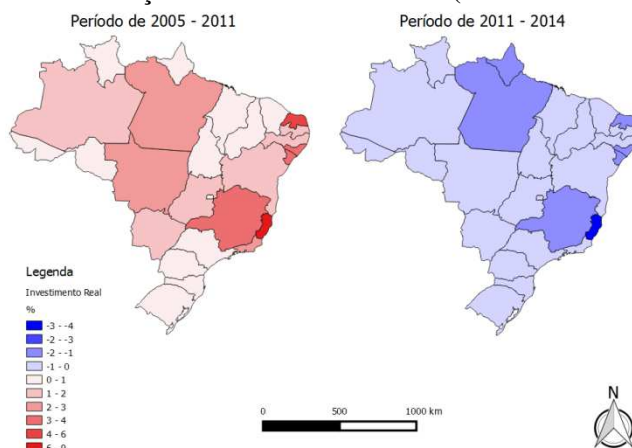 Período de 2005 - 2011
Período de 2011 - 2014
Legenda
Investimento Real
%
-3 - -4
-2 - -3
-2 - -1
-1 - 0
0 - 1
1 - 2
2 - 3
3 - 4
4 - 6
0 500 1000 km
N